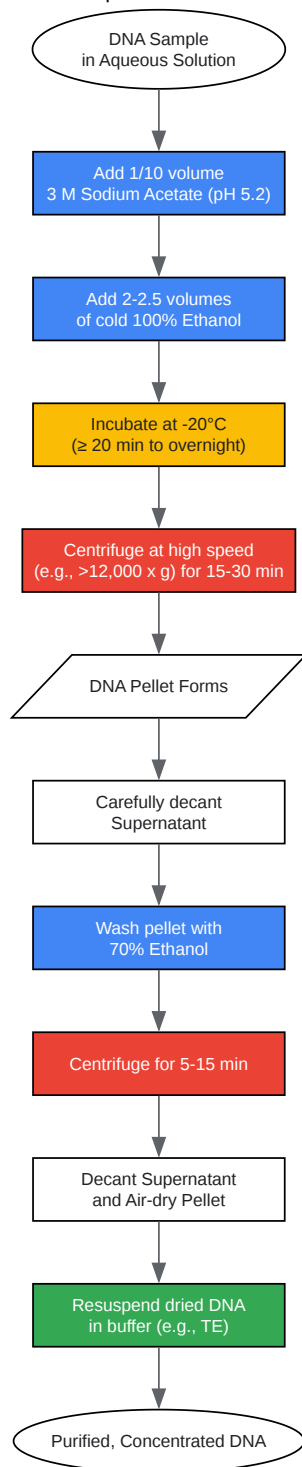 DNA Sample
in Aqueous Solution
Add 1/10 volume
3 M Sodium Acetate (pH 5.2)
Add 2-2.5 volumes
of cold 100% Ethanol
Incubate at -20°C
(≥ 20 min to overnight)
Centrifuge at high speed
(e.g., >12,000 x g) for 15-30 min
DNA Pellet Forms
Carefully decant
Supernatant
Wash pellet with
70% Ethanol
Centrifuge for 5-15 min
Decant Supernatant
and Air-dry Pellet
Resuspend dried DNA
in buffer (e.g., TE)
Purified, Concentrated DNA